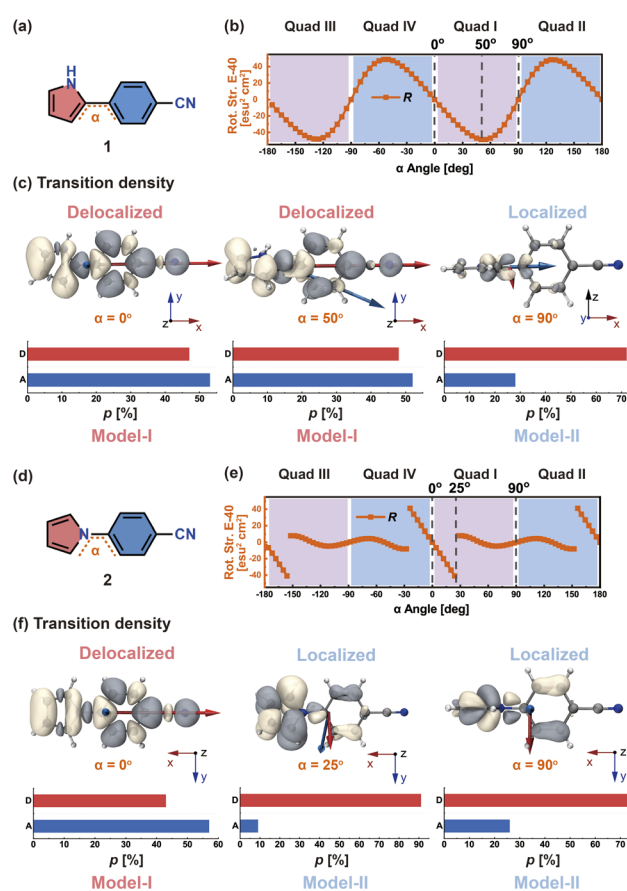 (a)
H
N
CN
α
1
(b)
Quad III Quad IV Quad I Quad II
0° 50° 90°
Rot. Str. E-40
[esu² cm²]
40
20
0
-20
-40
R
-180 -150 -120 -90 -60 -30 0 30 60 90 120 150 180
α Angle [deg]
(c) Transition density
Delocalized Delocalized Localized
α = 0° α = 50° α = 90°
y z x
y z x
z y x
D
A
0 10 20 30 40 50
p [%]
Model-I
D
A
0 10 20 30 40 50
p [%]
Model-I
D
A
0 10 20 30 40 50 60 70
p [%]
Model-II
(d)
N
CN
α
2
(e)
Quad III Quad IV Quad I Quad II
0° 25° 90°
Rot. Str. E-40
[esu² cm²]
40
20
0
-20
-40
R
-180 -150 -120 -90 -60 -30 0 30 60 90 120 150 180
α Angle [deg]
(f) Transition density
Delocalized Localized Localized
α = 0° α = 25° α = 90°
x z y
x z y
x z y
D
A
0 10 20 30 40 50 60
p [%]
Model-I
D
A
0 10 20 30 40 50 60 70 80 90
p [%]
Model-II
D
A
0 10 20 30 40 50 60 70
p [%]
Model-II